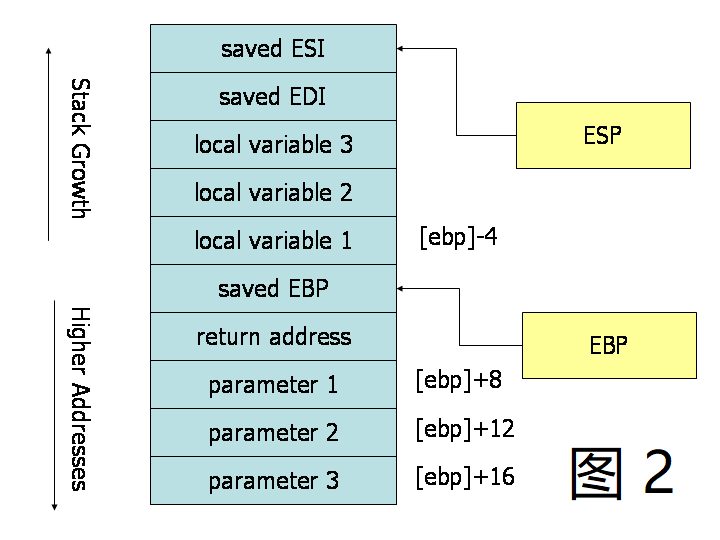 Stack Growth
Higher Addresses
saved ESI
saved EDI
local variable 3
local variable 2
local variable 1
saved EBP
return address
parameter 1
parameter 2
parameter 3
[ebp]-4
[ebp]+8
[ebp]+12
[ebp]+16
ESP
EBP
图 2